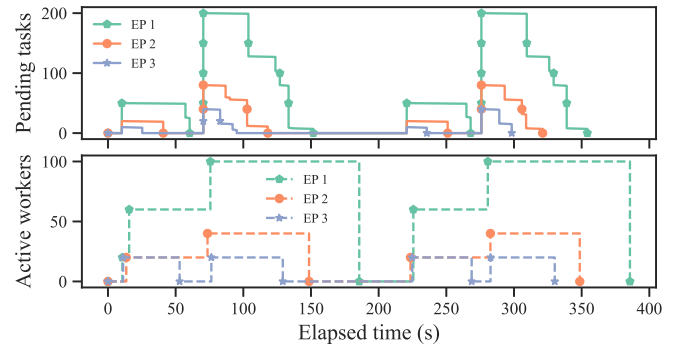 Pending tasks
200
100
0
EP 1
EP 2
EP 3
Active workers
100
50
0
EP 1
EP 2
EP 3
0 50 100 150 200 250 300 350 400
Elapsed time (s)